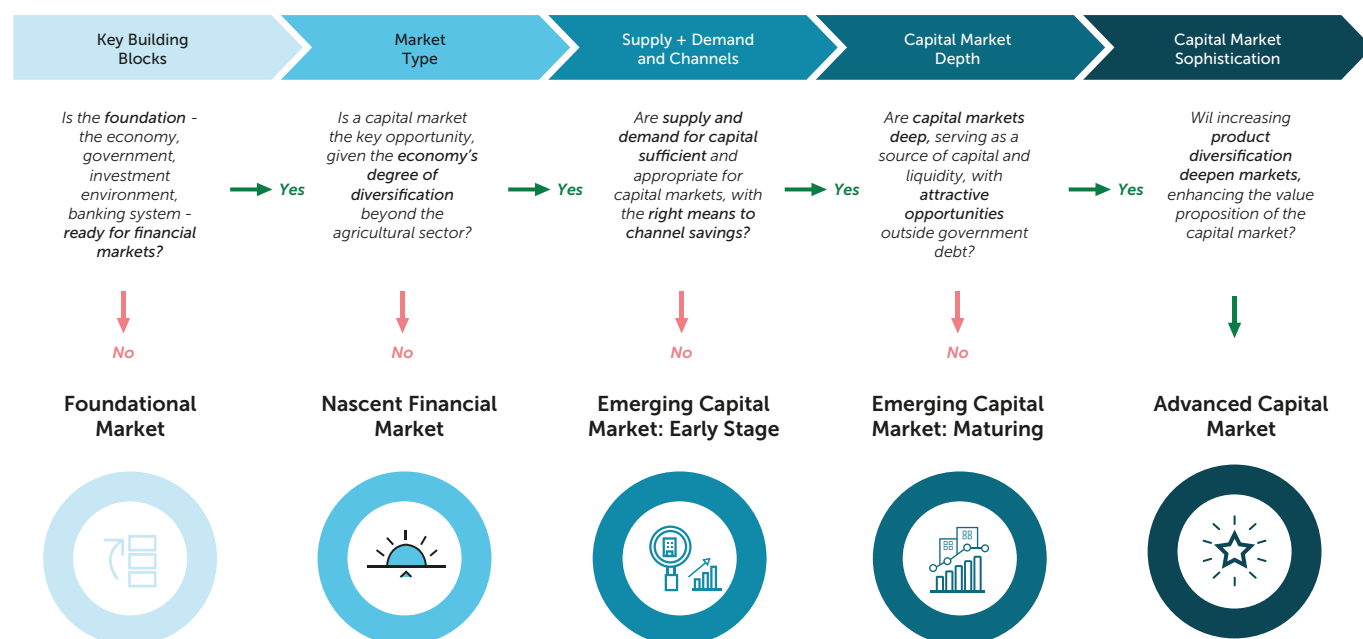 Key Building
Blocks
Market
Type
Supply + Demand
and Channels
Capital Market
Depth
Capital Market
Sophistication
Is the foundation -
the economy,
government,
investment
environment,
banking system -
ready for financial
markets?
Yes
Is a capital market
the key opportunity,
given the economy's
degree of
diversification
beyond the
agricultural sector?
Yes
Are supply and
demand for capital
sufficient and
appropriate for
capital markets, with
the right means to
channel savings?
Yes
Are capital markets
deep, serving as a
source of capital and
liquidity, with
attractive
opportunities
outside government
debt?
Yes
Wil increasing
product
diversification
deepen markets,
enhancing the value
proposition of the
capital market?
No
No
No
No
Foundational
Market
Nascent Financial
Market
Emerging Capital
Market: Early Stage
Emerging Capital
Market: Maturing
Advanced Capital
Market